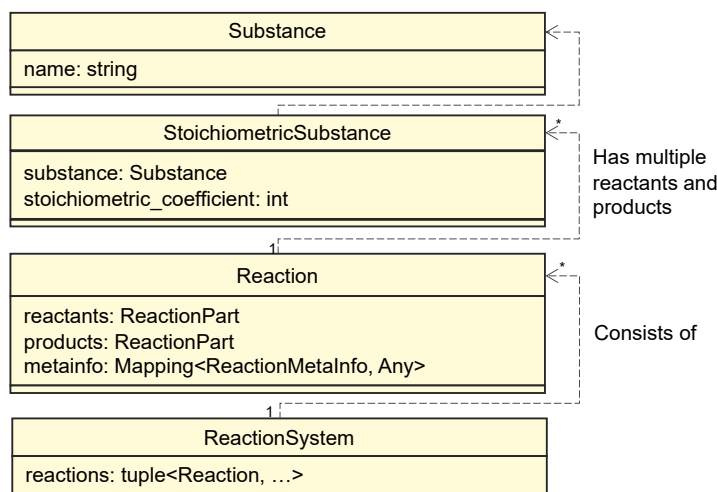 Substance
name: string
StoichiometricSubstance
*
substance: Substance
stoichiometric_coefficient: int
Has multiple
reactants and
products
1
Reaction
*
reactants: ReactionPart
products: ReactionPart
metainfo: Mapping<ReactionMetaInfo, Any>
Consists of
1
ReactionSystem
reactions: tuple<Reaction, …>